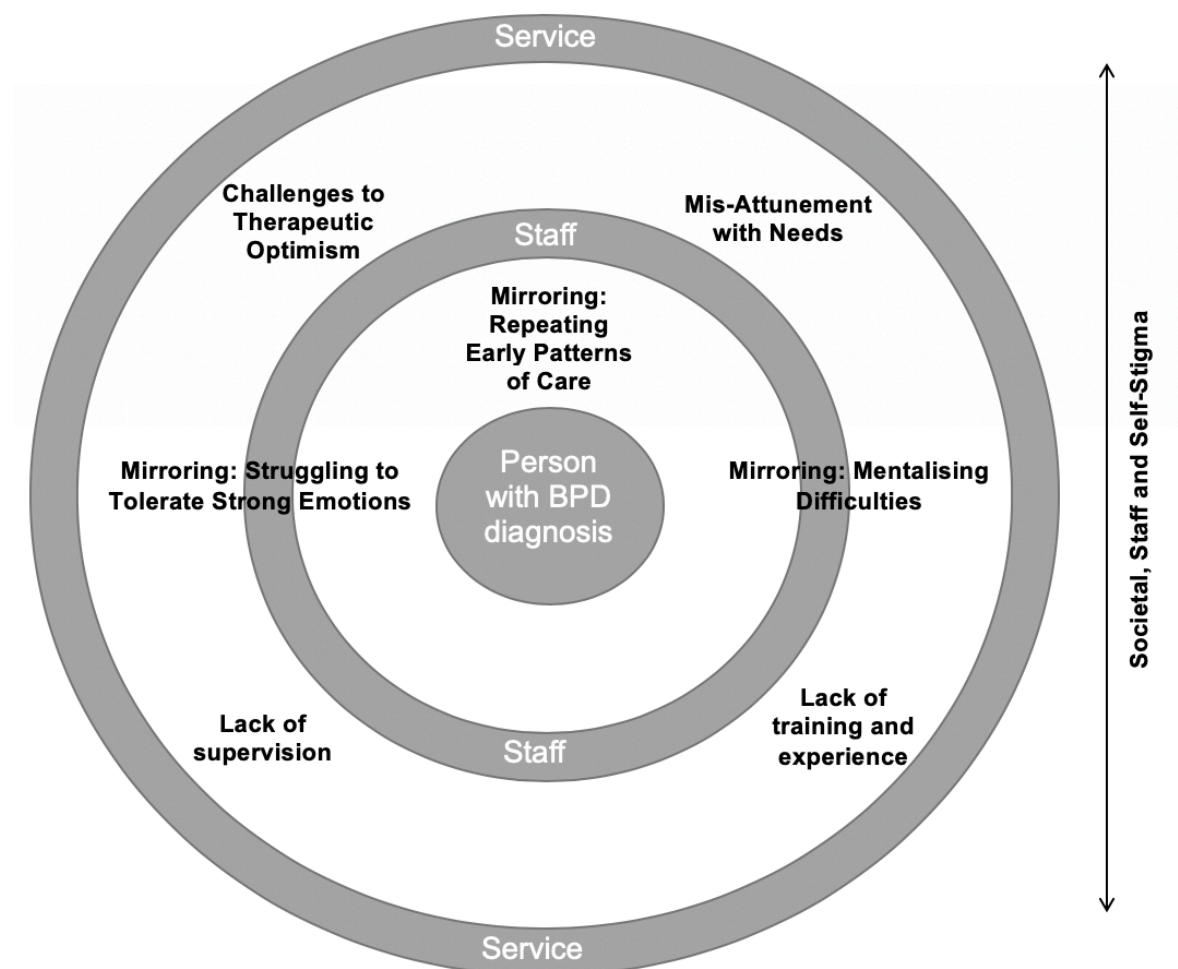 Service
Challenges to
Therapeutic
Optimism
Mis-Attunement
with Needs
Staff
Mirroring:
Repeating
Early Patterns
of Care
Mirroring: Struggling to
Tolerate Strong Emotions
Person
with BPD
diagnosis
Mirroring: Mentalising
Difficulties
Lack of
supervision
Lack of
training and
experience
Staff
Service
Societal, Staff and Self-Stigma